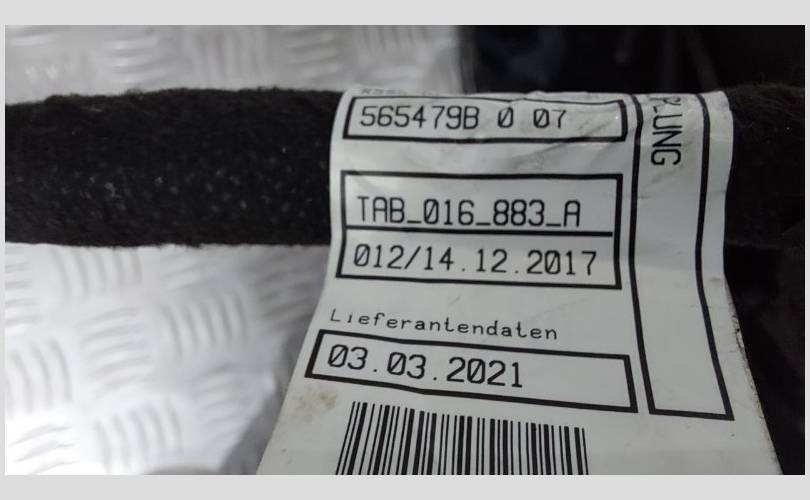 565479B 0 07
TAB_016_883_A
012/14.12.2017
Lieferantendaten
03.03.2021